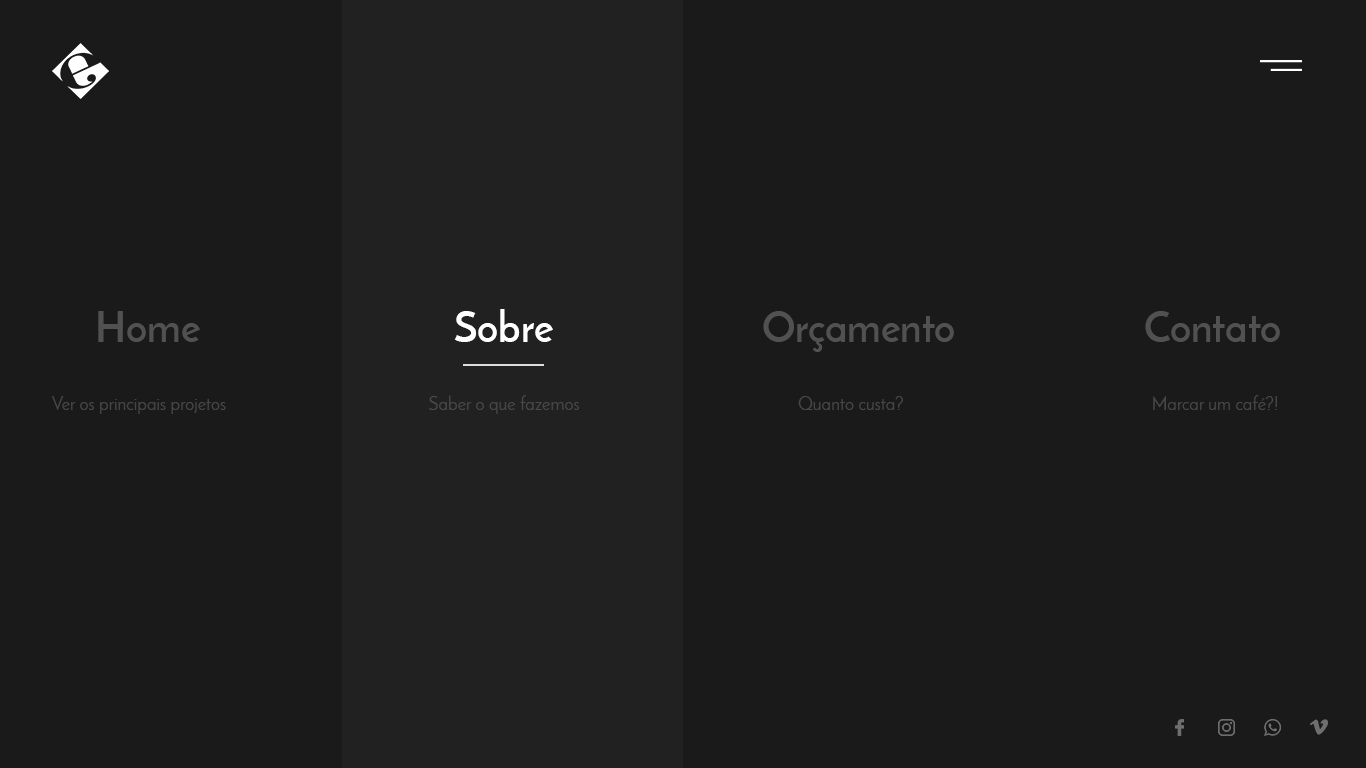 Home
Sobre
Orçamento
Contato
Ver os principais projetos
Saber o que fazemos
Quanto custa?
Marcar um café?!